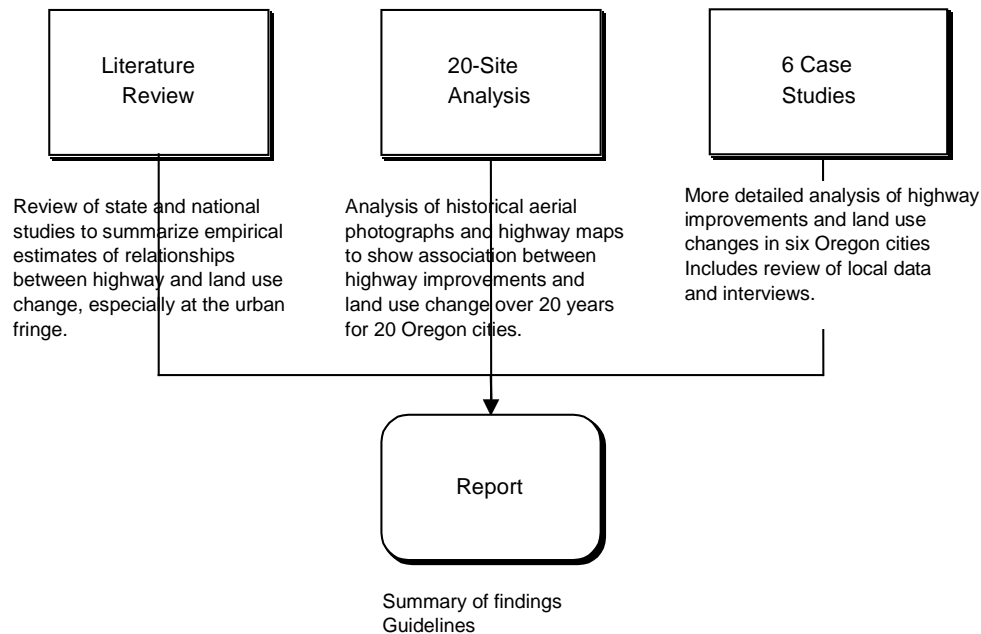 Literature
Review
20-Site
Analysis
6 Case
Studies
Review of state and national
studies to summarize empirical
estimates of relationships
between highway and land use
change, especially at the urban
fringe.
Analysis of historical aerial
photographs and highway maps
to show association between
highway improvements and
land use change over 20 years
for 20 Oregon cities.
More detailed analysis of highway
improvements and land use
changes in six Oregon cities
Includes review of local data
and interviews.
Report
Summary of findings
Guidelines